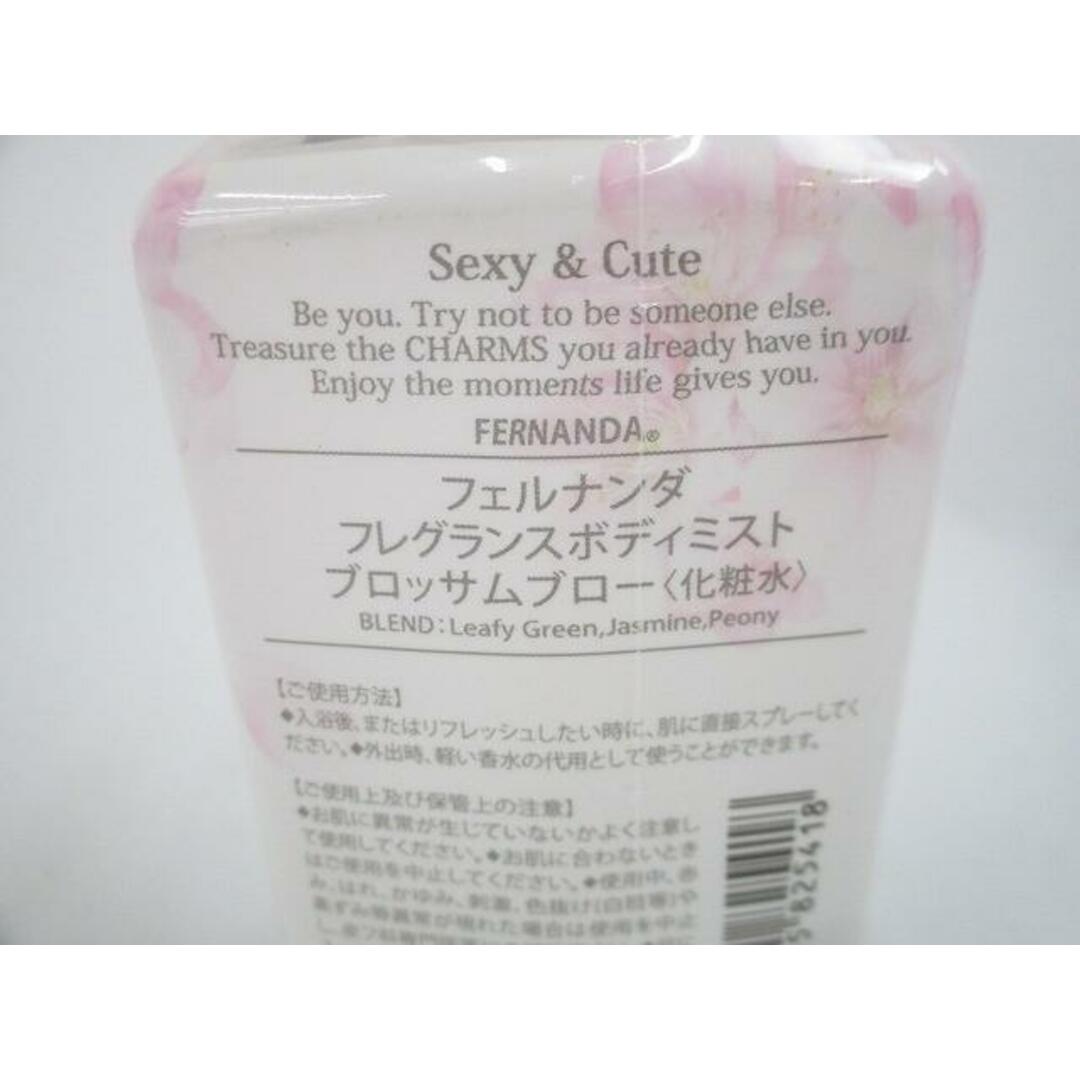 Sexy & Cute
Be you. Try not to be someone else.
Treasure the CHARMS you already have in you.
Enjoy the moments life gives you.
FERNANDA®
フェルナンダ
フレグランスボディミスト
ブロッサムブロー〈化粧水〉
BLEND:Leafy Green,Jasmine,Peony
【ご使用方法】
◆入浴後、またはリフレッシュしたい時に、肌に直接スプレーしてく
ださい。◆外出時、軽い香水の代用として使うことができます。
【ご使用上及び保管上の注意】
◆お肌に異常が生じていないかよく注意し
て使用してください。◆お肌に合わないとき
はご使用を中止してください。◆使用中、赤
み、はれ、かゆみ、刺激、色抜け(白斑等)や
黒ずみ等異常が現れた場合は使用を中止
5 825418